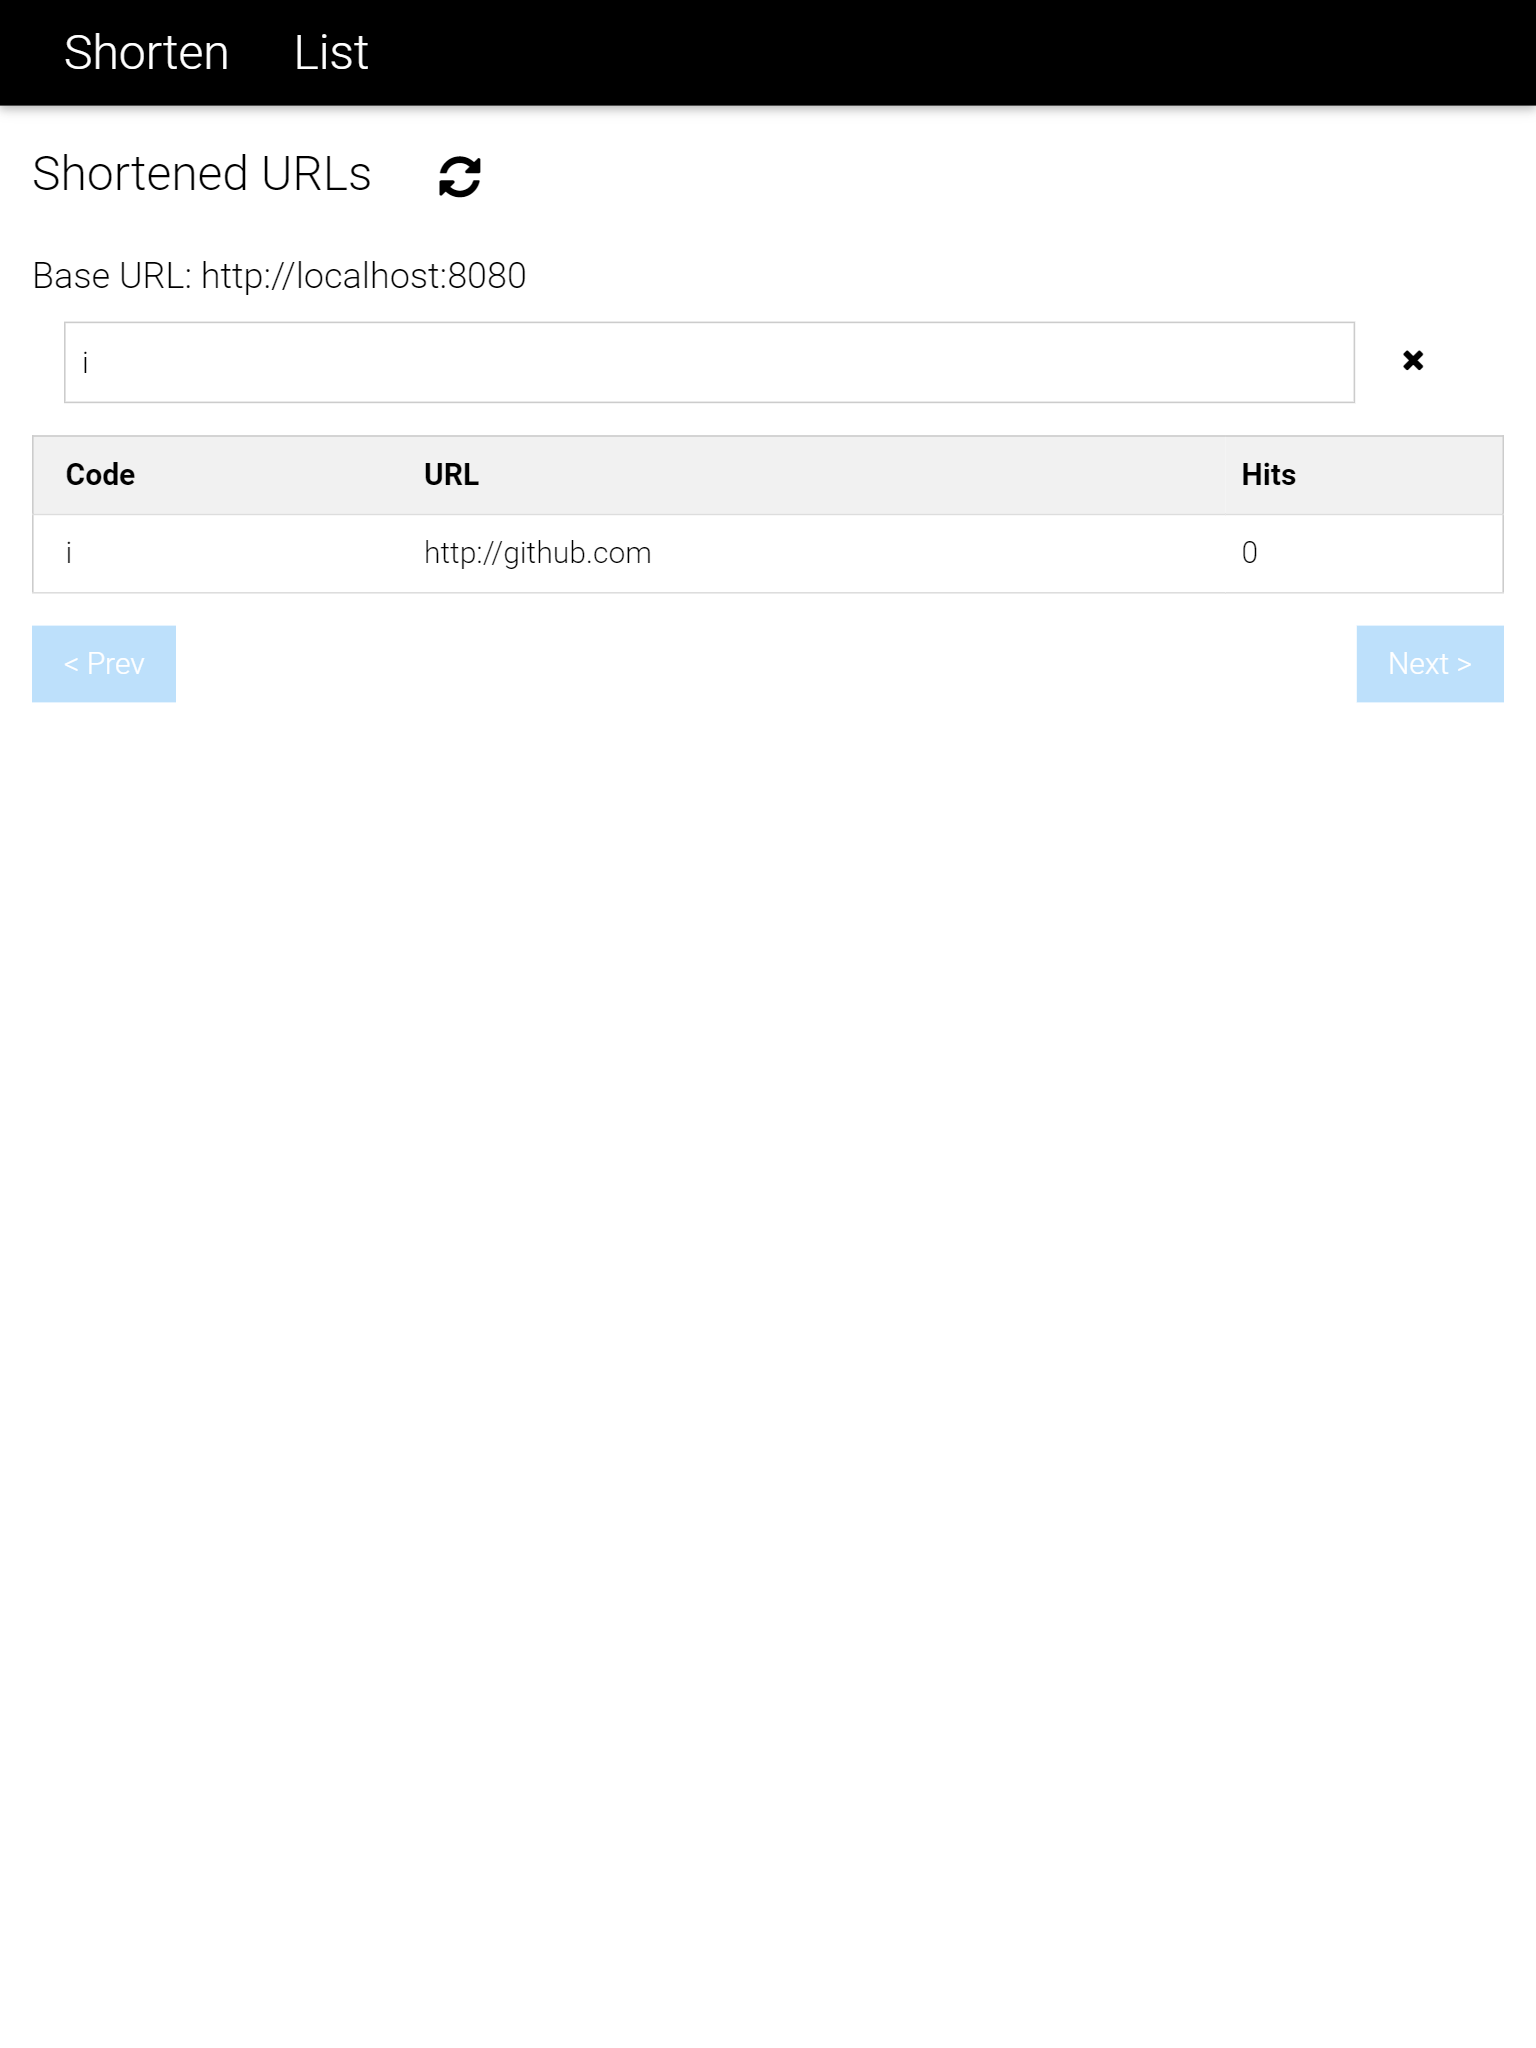 Shorten List
Shortened URLs
Base URL: http://localhost:8080
i
Code URL Hits
i http://github.com 0
< Prev Next >